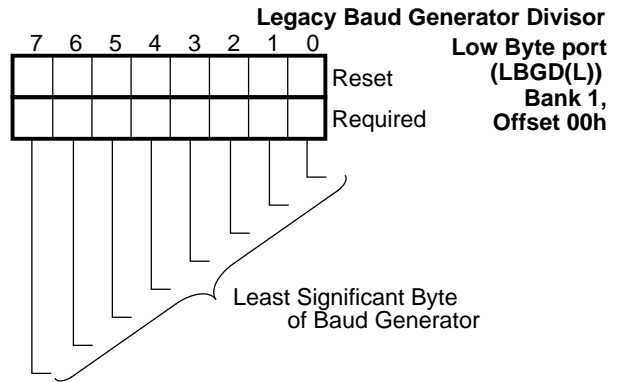 Legacy Baud Generator Divisor
7 6 5 4 3 2 1 0
Low Byte port
(LBGD(L))
Bank 1,
Offset 00h
Reset
Required
Least Significant Byte
of Baud Generator